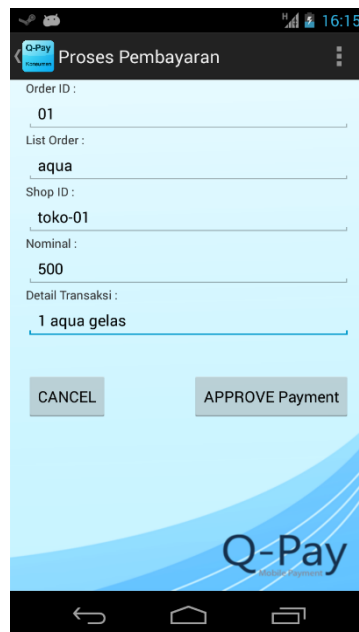 H 16:15
Q-Pay
Konsumen
Proses Pembayaran
Order ID :
01
List Order :
aqua
Shop ID :
toko-01
Nominal :
500
Detail Transaksi :
1 aqua gelas
CANCEL
APPROVE Payment
Q-Pay
Mobile Payment